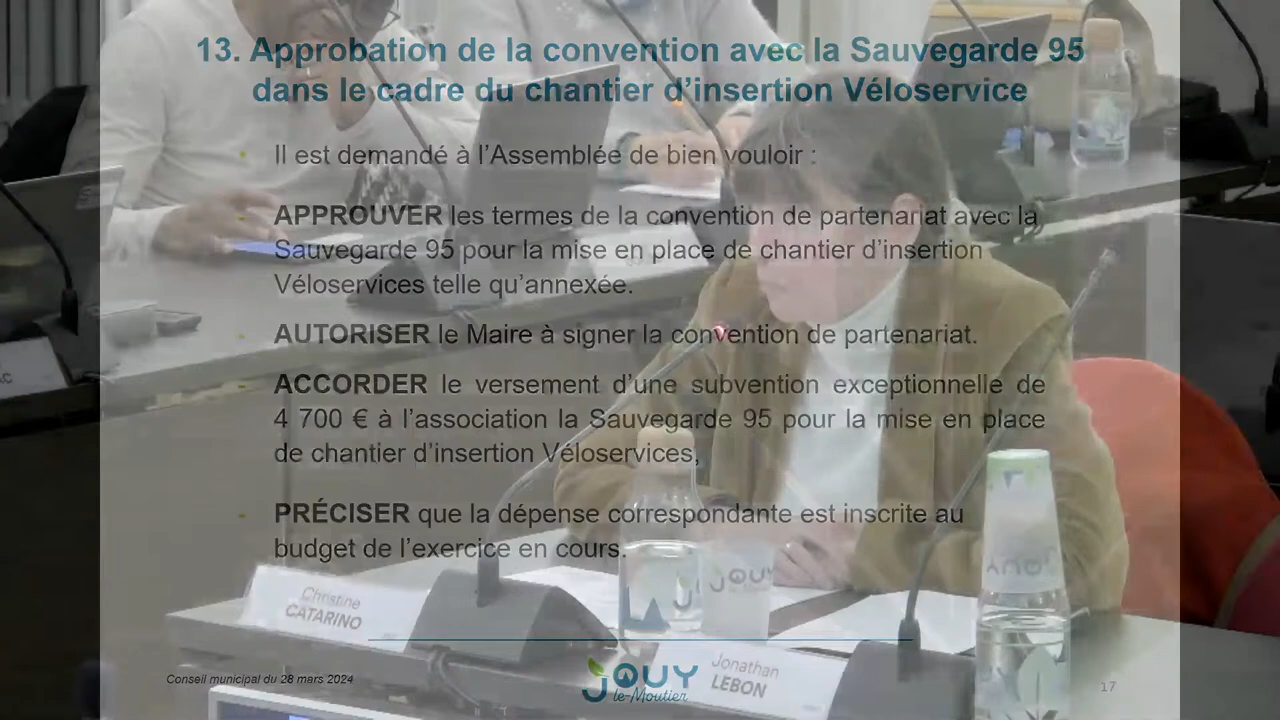 13. Approbation de la convention avec la Sauvegarde 95
dans le cadre du chantier d’insertion Véloservice
Il est demandé à l’Assemblée de bien vouloir :
APPROUVER les termes de la convention de partenariat avec la
Sauvegarde 95 pour la mise en place de chantier d’insertion
Véloservices telle qu’annexée.
AUTORISER le Maire à signer la convention de partenariat.
ACCORDER le versement d’une subvention exceptionnelle de
4 700 € à l’association la Sauvegarde 95 pour la mise en place
de chantier d’insertion Véloservices,
PRÉCISER que la dépense correspondante est inscrite au
budget de l’exercice en cours.
JOUY
Christine
CATARINO
Jonathan
LEBON
Conseil municipal du 28 mars 2024
JOUY
le-Moutier
17